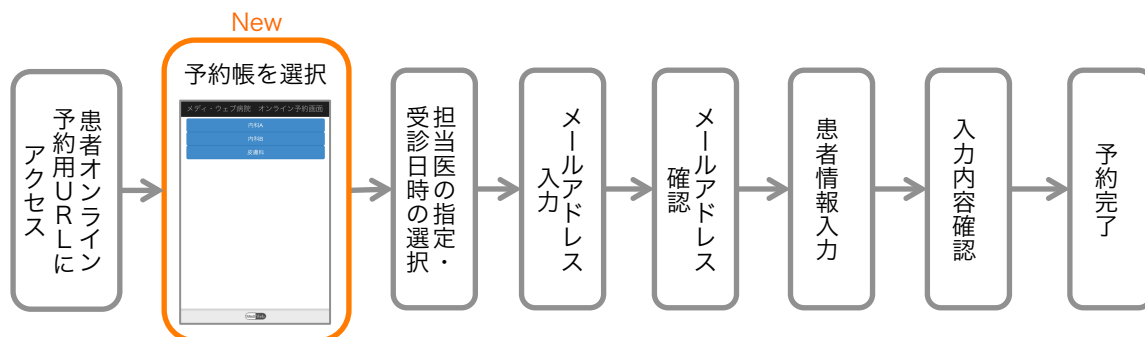 New
患者オンライン
予約用URLに
アクセス
予約帳を選択
メディ・ウェブ病院 オンライン予約画面
内科A
内科B
皮膚科
担当医の指定・
受診日時の選択
メールアドレス
入力
メールアドレス
確認
患者情報入力
入力内容確認
予約完了